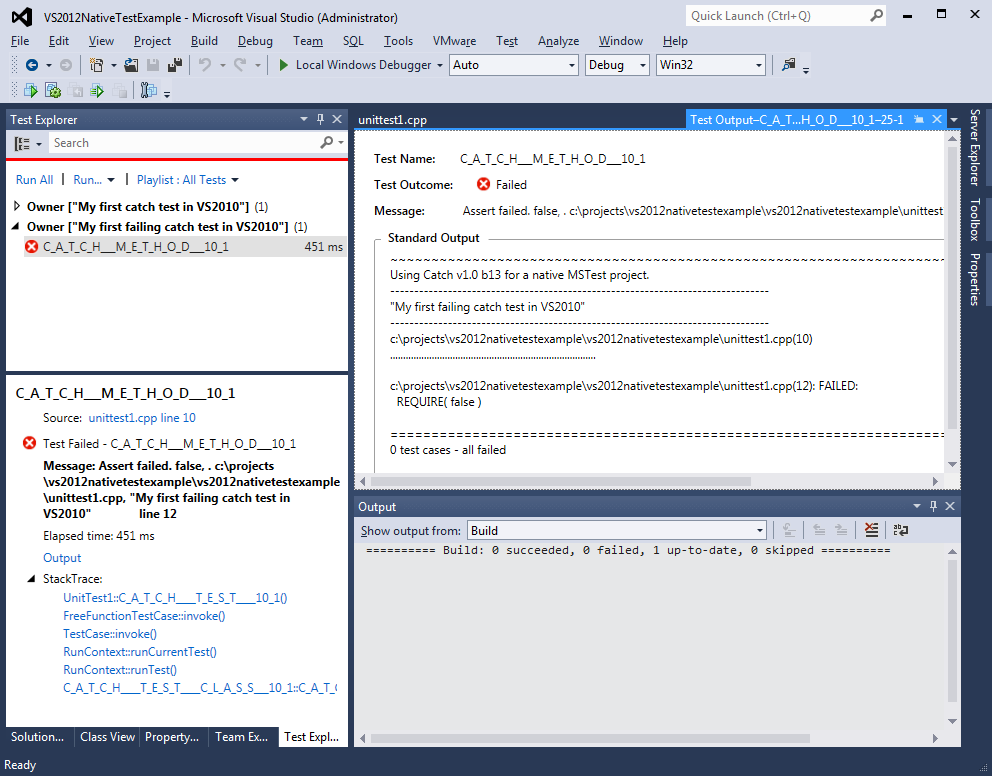 VS2012NativeTestExample - Microsoft Visual Studio (Administrator)
Quick Launch (Ctrl+Q)
File Edit View Project Build Debug Team SQL Tools VMware Test Analyze Window Help
Local Windows Debugger Auto Debug Win32
Test Explorer
Search
Run All | Run... | Playlist : All Tests
Owner ["My first catch test in VS2010"] (1)
Owner ["My first failing catch test in VS2010"] (1)
C_A_T_C_H___M_E_T_H_O_D___10_1 451 ms
C_A_T_C_H___M_E_T_H_O_D___10_1
Source: unittest1.cpp line 10
Test Failed - C_A_T_C_H___M_E_T_H_O_D___10_1
Message: Assert failed. false, . c:\projects
\vs2012nativetestexample\vs2012nativetestexample
\unittest1.cpp, "My first failing catch test in
VS2010" line 12
Elapsed time: 451 ms
Output
StackTrace:
UnitTest1::C_A_T_C_H____T_E_S_T____10_1()
FreeFunctionTestCase::invoke()
TestCase::invoke()
RunContext::runCurrentTest()
RunContext::runTest()
C_A_T_C_H____T_E_S_T____C_L_A_S_S___10_1::C_A_T_C
Solution... Class View Property... Team Ex... Test Expl...
unittest1.cpp Test Output–C_A_T...H_O_D___10_1–25-1
Test Name: C_A_T_C_H___M_E_T_H_O_D___10_1
Test Outcome: Failed
Message: Assert failed. false, . c:\projects\vs2012nativetestexample\vs2012nativetestexample\unittest
Standard Output
~~~~~~~~~~~~~~~~~~~~~~~~~~~~~~~~~~~~~~~~~~~~~~~~~~~~~~~~~~~~~~~~~~~~~~~
Using Catch v1.0 b13 for a native MSTest project.
-------------------------------------------------------------------------------
"My first failing catch test in VS2010"
-------------------------------------------------------------------------------
c:\projects\vs2012nativetestexample\vs2012nativetestexample\unittest1.cpp(10)
...............................................................................
c:\projects\vs2012nativetestexample\vs2012nativetestexample\unittest1.cpp(12): FAILED:
REQUIRE( false )
=======================================================================
0 test cases - all failed
Output
Show output from: Build
========== Build: 0 succeeded, 0 failed, 1 up-to-date, 0 skipped ==========
Server Explorer
Toolbox
Properties
Ready